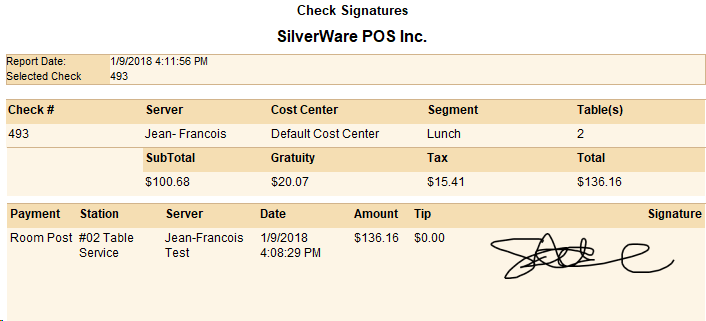 Check Signatures
SilverWare POS Inc.
Report Date: 1/9/2018 4:11:56 PM
Selected Check 493
Check # Server Cost Center Segment Table(s)
493 Jean- Francois Default Cost Center Lunch 2
SubTotal Gratuity Tax Total
$100.68 $20.07 $15.41 $136.16
Payment Station Server Date Amount Tip Signature
Room Post #02 Table Jean-Francois 1/9/2018 $136.16 $0.00
Service Test 4:08:29 PM